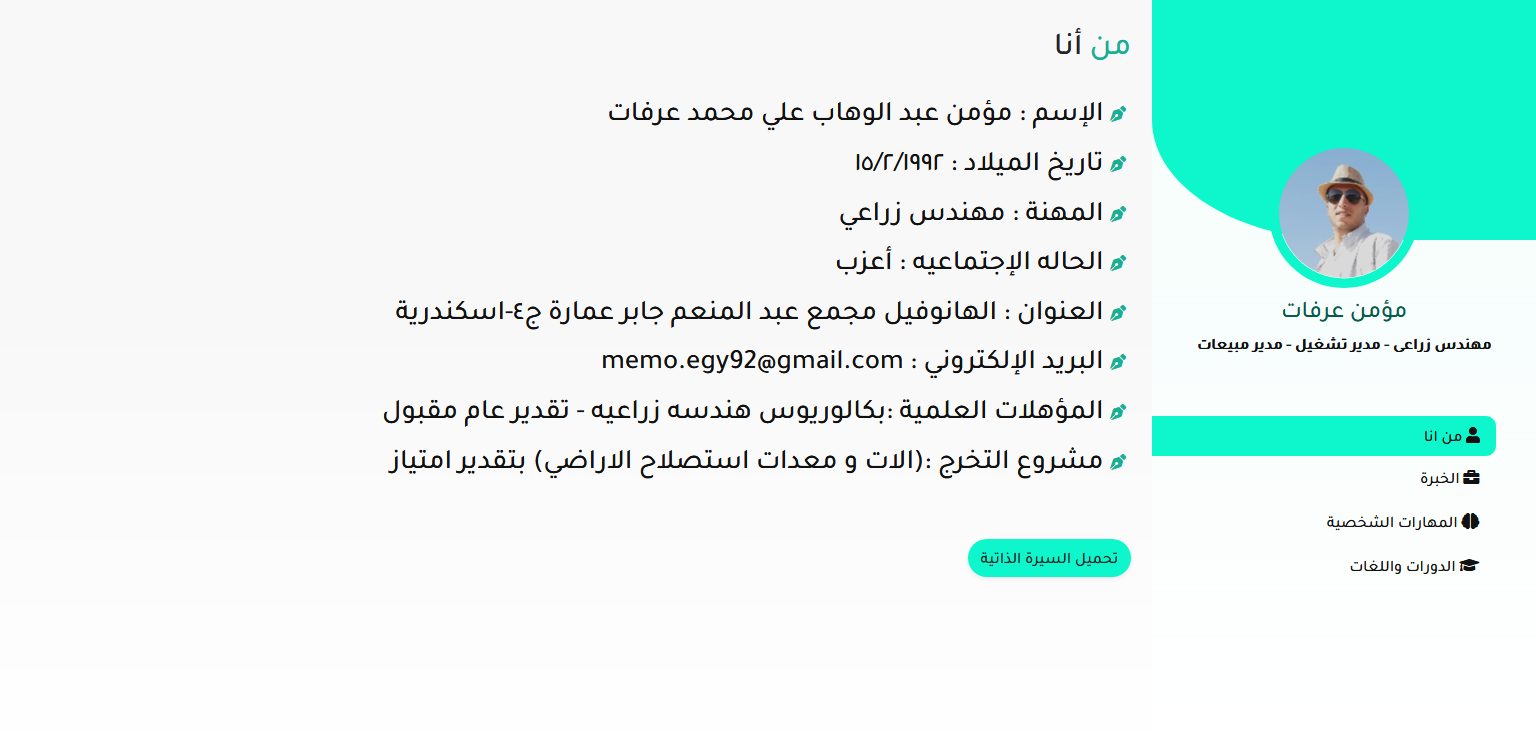 من أنا
الإسم : مؤمن عبد الوهاب علي محمد عرفات
تاريخ الميلاد : ١٥/٢/١٩٩٢
المهنة : مهندس زراعي
الحاله الإجتماعيه : أعزب
العنوان : الهانوفيل مجمع عبد المنعم جابر عمارة ج٤-اسكندرية
البريد الإلكتروني : memo.egy92@gmail.com
المؤهلات العلمية :بكالوريوس هندسه زراعيه - تقدير عام مقبول
مشروع التخرج :(الات و معدات استصلاح الاراضي) بتقدير امتياز
تحميل السيرة الذاتية
مؤمن عرفات
مهندس زراعى - مدير تشغيل - مدير مبيعات
من انا
الخبرة
المهارات الشخصية
الدورات واللغات